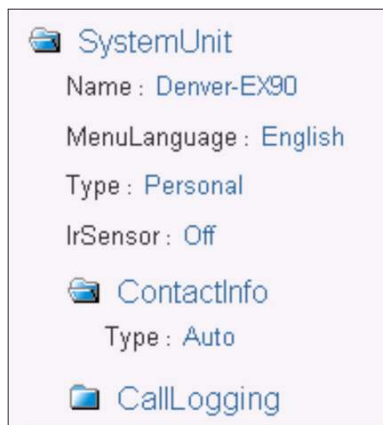 SystemUnit
Name : Denver-EX90
MenuLanguage : English
Type : Personal
IrSensor : Off
ContactInfo
Type : Auto
CallLogging